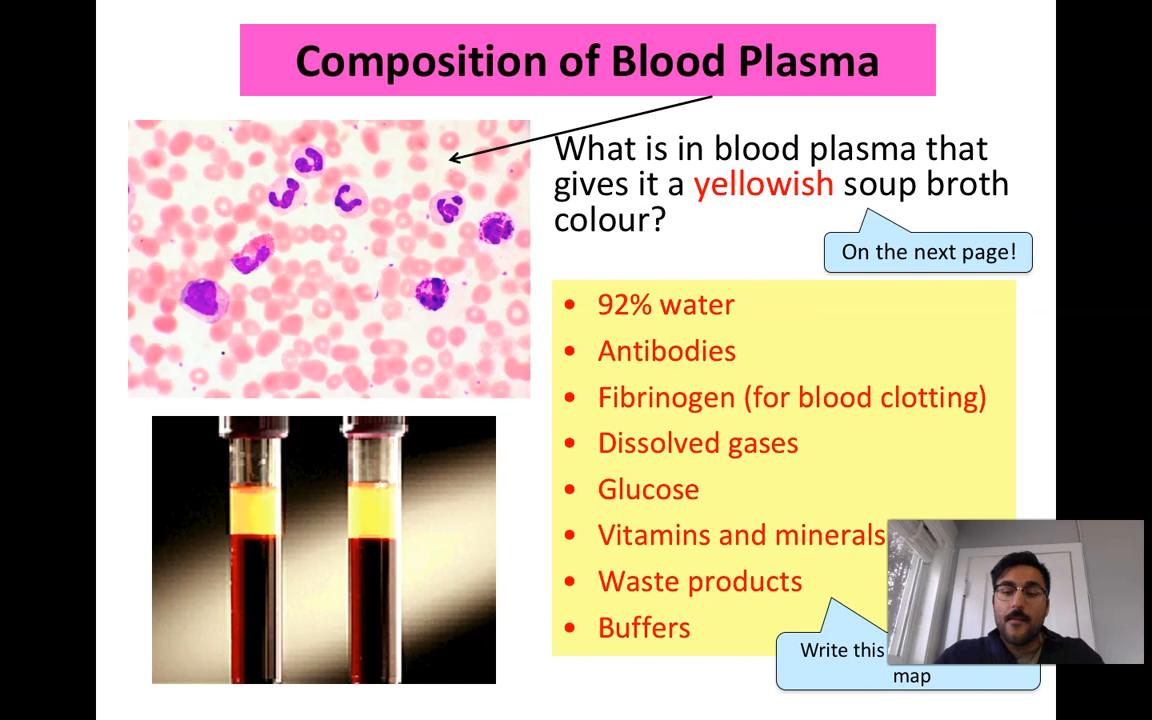 Composition of Blood Plasma
What is in blood plasma that
gives it a yellowish soup broth
colour?
On the next page!
• 92% water
• Antibodies
• Fibrinogen (for blood clotting)
• Dissolved gases
• Glucose
• Vitamins and minerals
• Waste products
• Buffers
Write this
map